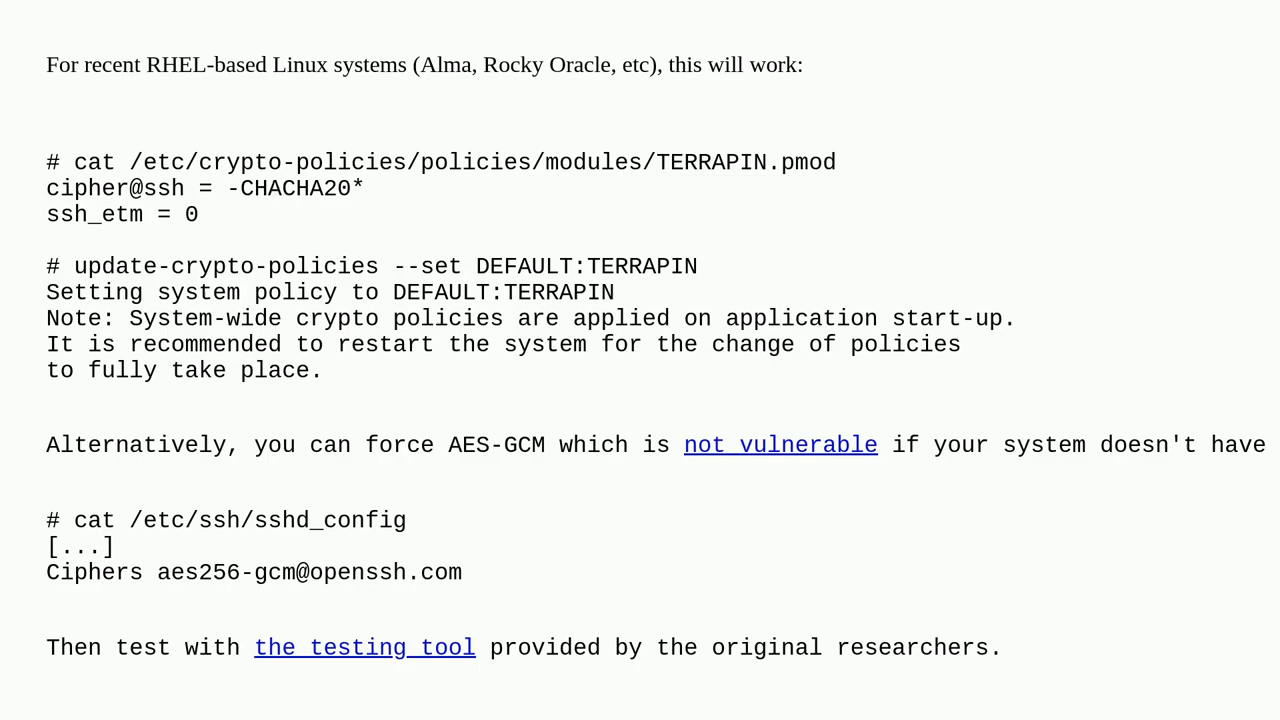 For recent RHEL-based Linux systems (Alma, Rocky Oracle, etc), this will work:
# cat /etc/crypto-policies/policies/modules/TERRAPIN.pmod
cipher@ssh = -CHACHA20*
ssh_etm = 0
# update-crypto-policies --set DEFAULT:TERRAPIN
Setting system policy to DEFAULT:TERRAPIN
Note: System-wide crypto policies are applied on application start-up.
It is recommended to restart the system for the change of policies
to fully take place.
Alternatively, you can force AES-GCM which is not vulnerable if your system doesn't have
# cat /etc/ssh/sshd_config
[...]
Ciphers aes256-gcm@openssh.com
Then test with the testing tool provided by the original researchers.